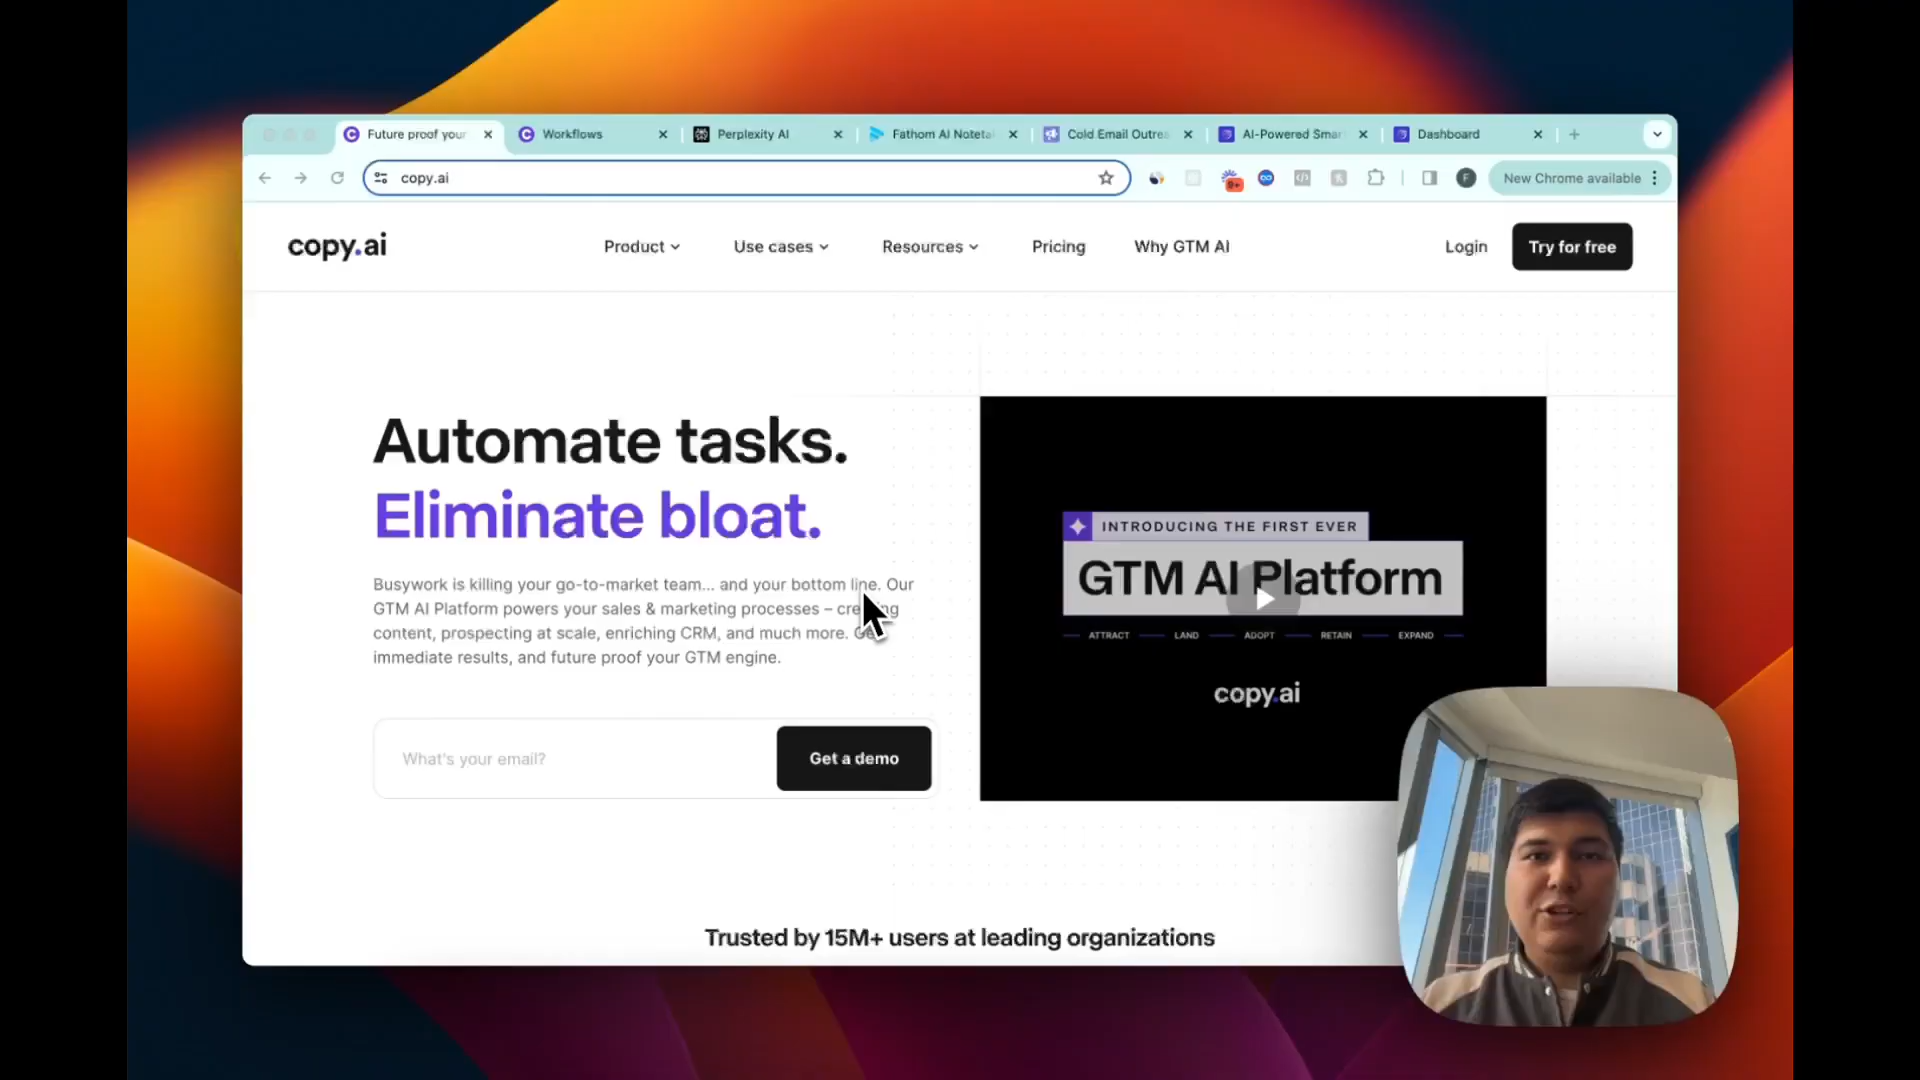 Future proof your
Workflows
Perplexity AI
Fathom AI Notetak
Cold Email Outrea
AI-Powered Smar
Dashboard
copy.ai
9+
F
New Chrome available
copy.ai
Product
Use cases
Resources
Pricing
Why GTM AI
Login
Try for free
Automate tasks.
Eliminate bloat.
Busywork is killing your go-to-market team... and your bottom line. Our
GTM AI Platform powers your sales & marketing processes –
content, prospecting at scale, enriching CRM, and much more.
immediate results, and future proof your GTM engine.
What's your email?
Get a demo
INTRODUCING THE FIRST EVER
GTM AI Platform
ATTRACT
LAND
ADOPT
RETAIN
EXPAND
copy.ai
Trusted by 15M+ users at leading organizations